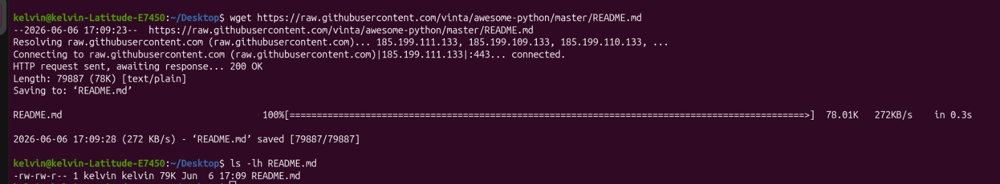 kelvin@kelvin-Latitude-E7450:~/Desktop$ wget https://raw.githubusercontent.com/vinta/awesome-python/master/README.md
--2026-06-06 17:09:23--  https://raw.githubusercontent.com/vinta/awesome-python/master/README.md
Resolving raw.githubusercontent.com (raw.githubusercontent.com)... 185.199.111.133, 185.199.109.133, 185.199.110.133, ...
Connecting to raw.githubusercontent.com (raw.githubusercontent.com)|185.199.111.133|:443... connected.
HTTP request sent, awaiting response... 200 OK
Length: 79887 (78K) [text/plain]
Saving to: ‘README.md’
README.md 100%[===============================================================================================>] 78.01K 272KB/s in 0.3s
2026-06-06 17:09:28 (272 KB/s) - ‘README.md’ saved [79887/79887]
kelvin@kelvin-Latitude-E7450:~/Desktop$ ls -lh README.md
-rw-rw-r-- 1 kelvin kelvin 79K Jun  6 17:09 README.md